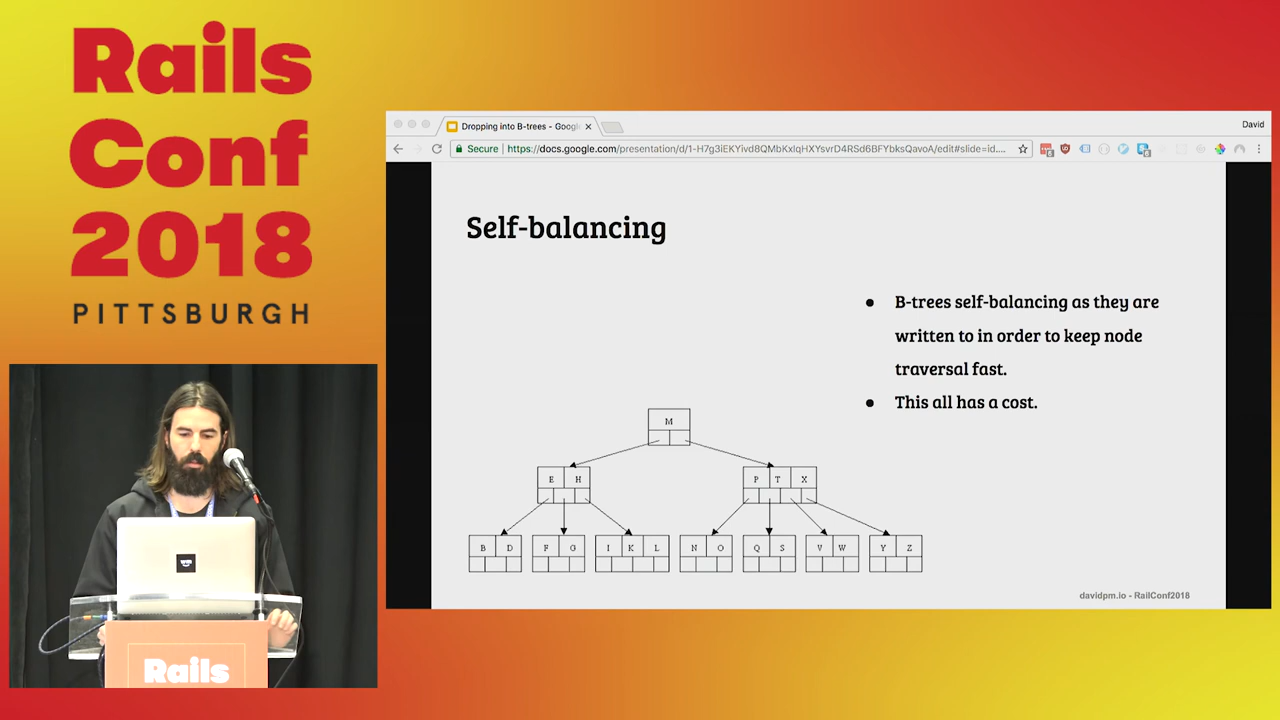 Rails
Conf
2018
PITTSBURGH
Dropping into B-trees - Googl
David
Secure
https://docs.google.com/presentation/d/1-H7g3iEKYivd8QMbKxlqHXYsvrD4RSd6BFYbksQavoA/edit#slide=id....
Self-balancing
B-trees self-balancing as they are
written to in order to keep node
traversal fast.
This all has a cost.
M
E H
P T X
B D
F G
I K L
N O
Q S
V W
Y Z
davidpm.io - RailConf2018
Rails